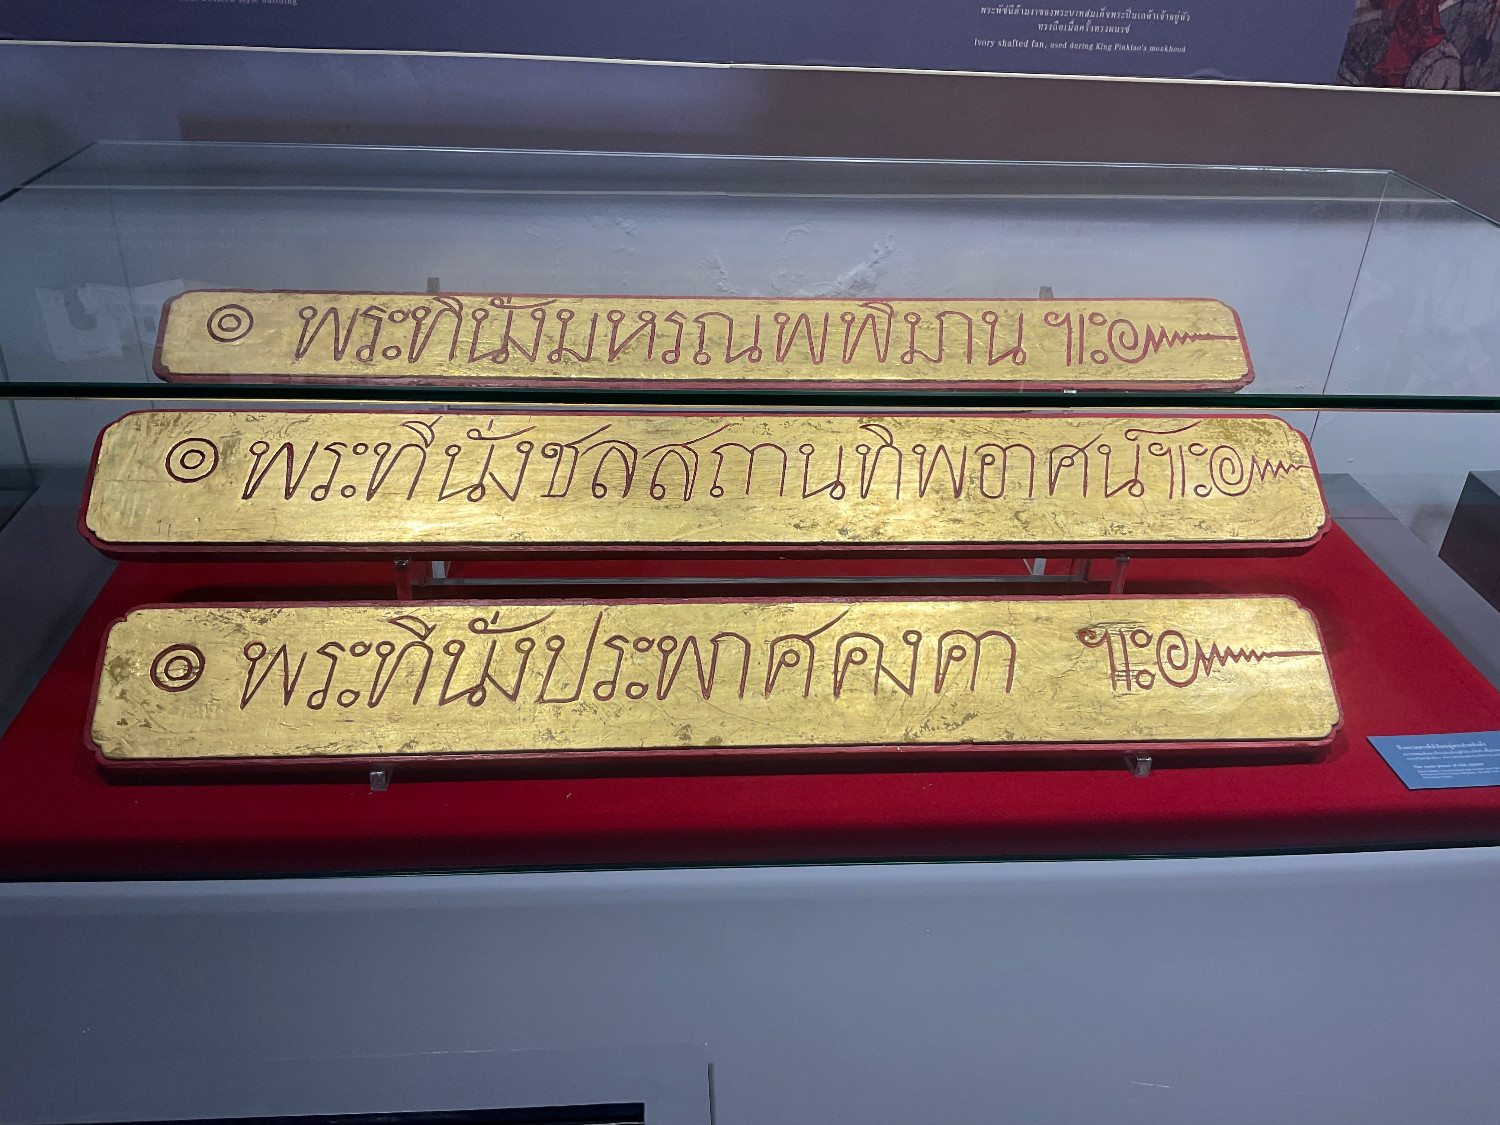 พระพัชนีด้ามงาของพระบาทสมเด็จพระปิ่นเกล้าเจ้าอยู่หัว
ทรงถือเมื่อครั้งทรงผนวช
Ivory shafted fan, used during King Pinklao's monkhood
๏ พระที่นั่งมหรณพพิมาน ฯะ๛
๏ พระที่นั่งชลสถานทิพอาศน์ฯะ๛
๏ พระที่นั่งประพาศคงคา ฯะ๛